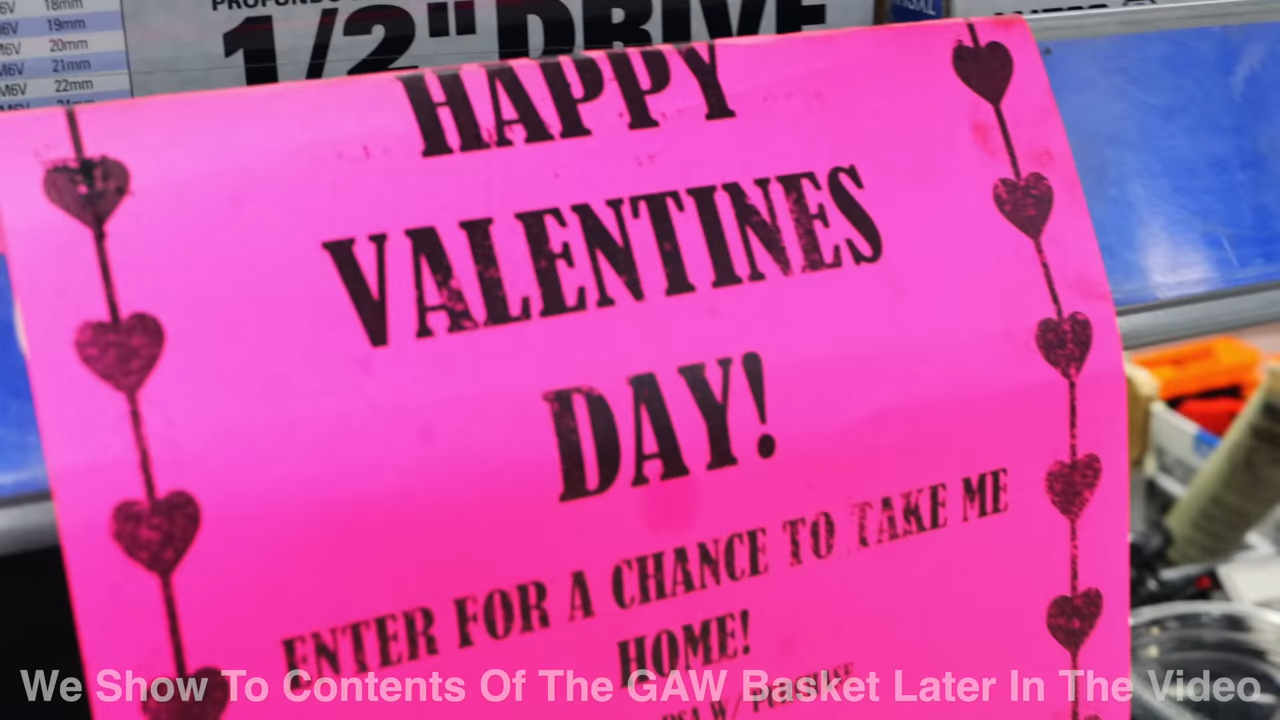 18mm
19mm
20mm
21mm
22mm
1/2" DRIVE
HAPPY
VALENTINES
DAY!
ENTER FOR A CHANCE TO TAKE ME
HOME!
W/
We Show To Contents Of The GAW Basket Later In The Video